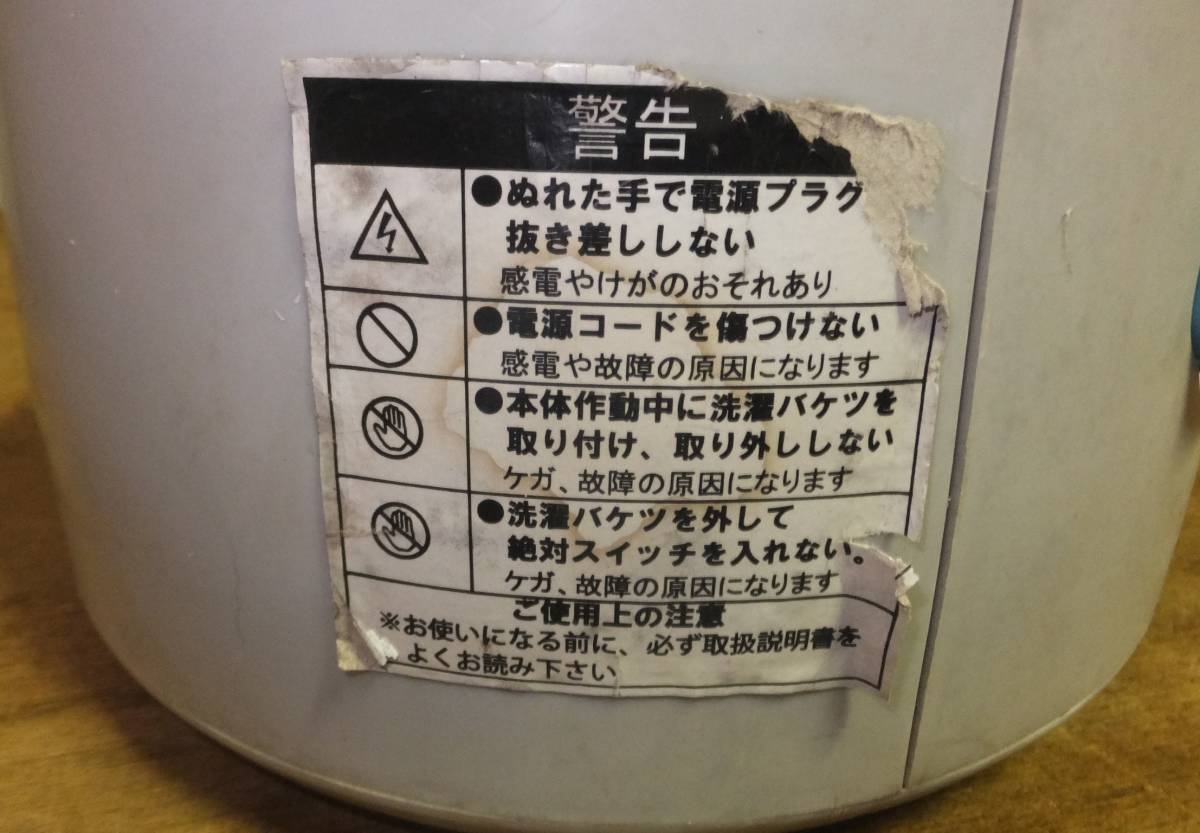 警告
●ぬれた手で電源プラグ
抜き差ししない
感電やけがのおそれあり
●電源コードを傷つけない
感電や故障の原因になります
●本体作動中に洗濯バケツを
取り付け、取り外ししない
ケガ、故障の原因になります
●洗濯バケツを外して
絶対スイッチを入れない。
ケガ、故障の原因になります
ご使用上の注意
※お使いになる前に、必ず取扱説明書を
よくお読み下さい